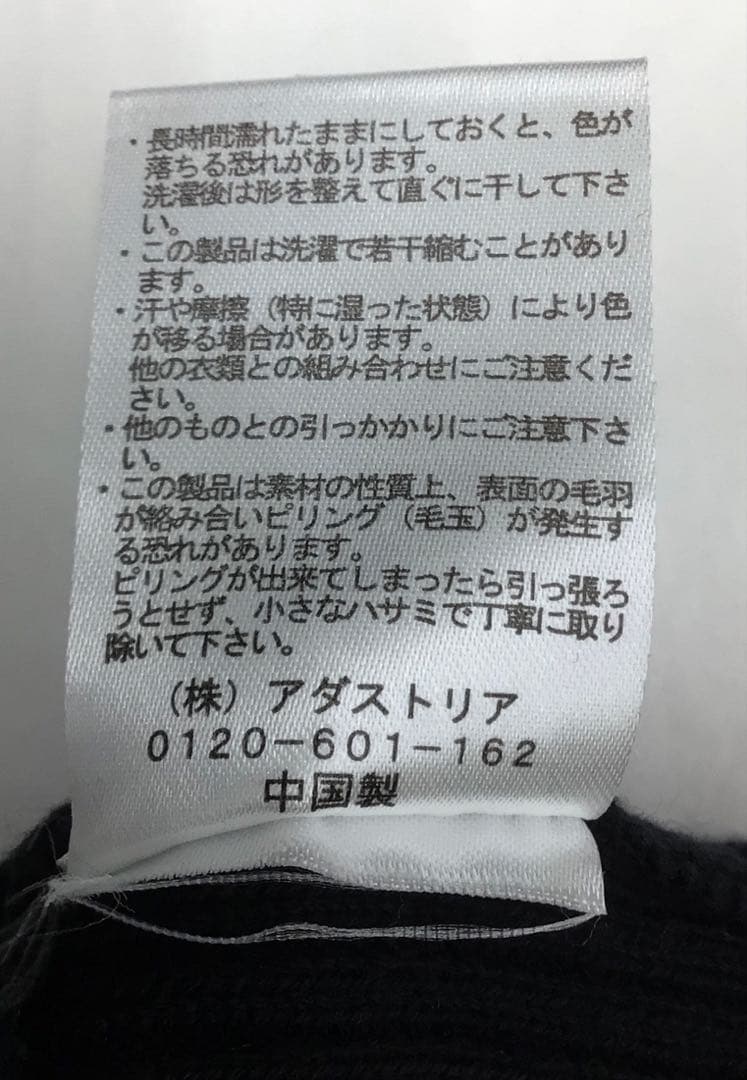 ・長時間濡れたままにしておくと、色が
落ちる恐れがあります。
洗濯後は形を整えて直ぐに干して下さ
い。
・この製品は洗濯で若干縮むことがあり
ます。
・汗や摩擦（特に湿った状態）により色
が移る場合があります。
他の衣類との組み合わせにご注意くだ
さい。
・他のものとの引っかかりにご注意下さ
い。
・この製品は素材の性質上、表面の毛羽
が絡み合いピリング（毛玉）が発生す
る恐れがあります。
ピリングが出来てしまったら引っ張ろ
うとせず、小さなハサミで丁寧に取り
除いて下さい。
（株）アダストリア
0120-601-162
中国製